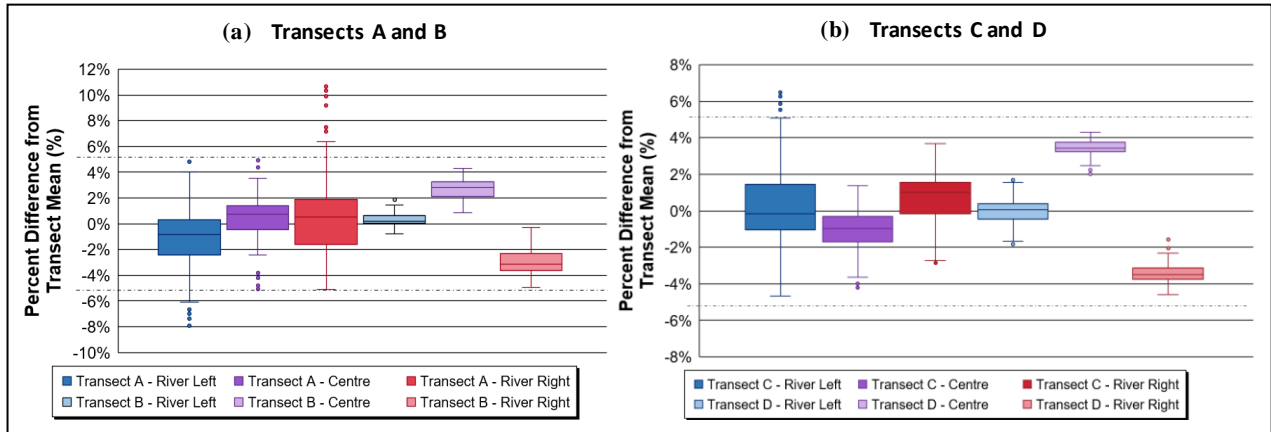 (a) Transects A and B
Percent Difference from
Transect Mean (%)
12%
10%
8%
6%
4%
2%
0%
-2%
-4%
-6%
-8%
-10%
Transect A - River Left
Transect A - Centre
Transect A - River Right
Transect B - River Left
Transect B - Centre
Transect B - River Right
(b) Transects C and D
Percent Difference from
Transect Mean (%)
8%
6%
4%
2%
0%
-2%
-4%
-6%
-8%
Transect C - River Left
Transect C - Centre
Transect C - River Right
Transect D - River Left
Transect D - Centre
Transect D - River Right